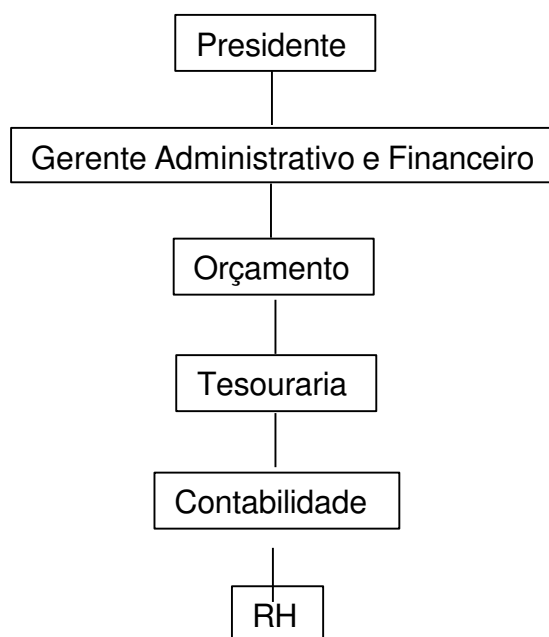 Presidente
Gerente Administrativo e Financeiro
Orçamento
Tesouraria
Contabilidade
RH